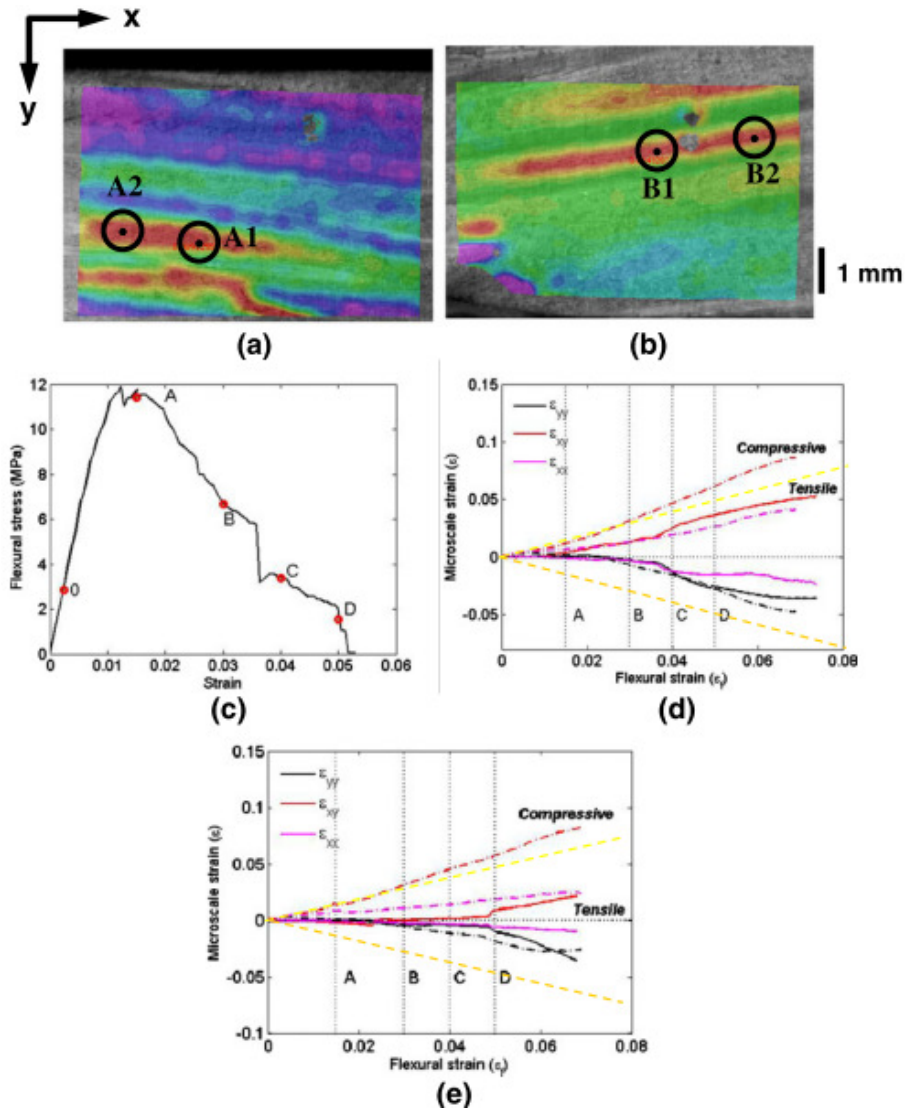 x
y
A2
A1
B1
B2
1 mm
(a)
(b)
12
10
8
6
4
2
0
Flexural stress (MPa)
0
A
B
C
D
0 0.01 0.02 0.03 0.04 0.05 0.06
Strain
(c)
0.15
0.1
0.05
0
-0.05
Microscale strain (ε)
εyy
εxy
εxx
Compressive
Tensile
A B C D
0 0.02 0.04 0.06 0.08
Flexural strain (εf)
(d)
0.15
0.1
0.05
0
-0.05
-0.1
Microscale strain (ε)
εyy
εxy
εxx
Compressive
Tensile
A B C D
0 0.02 0.04 0.06 0.08
Flexural strain (εf)
(e)